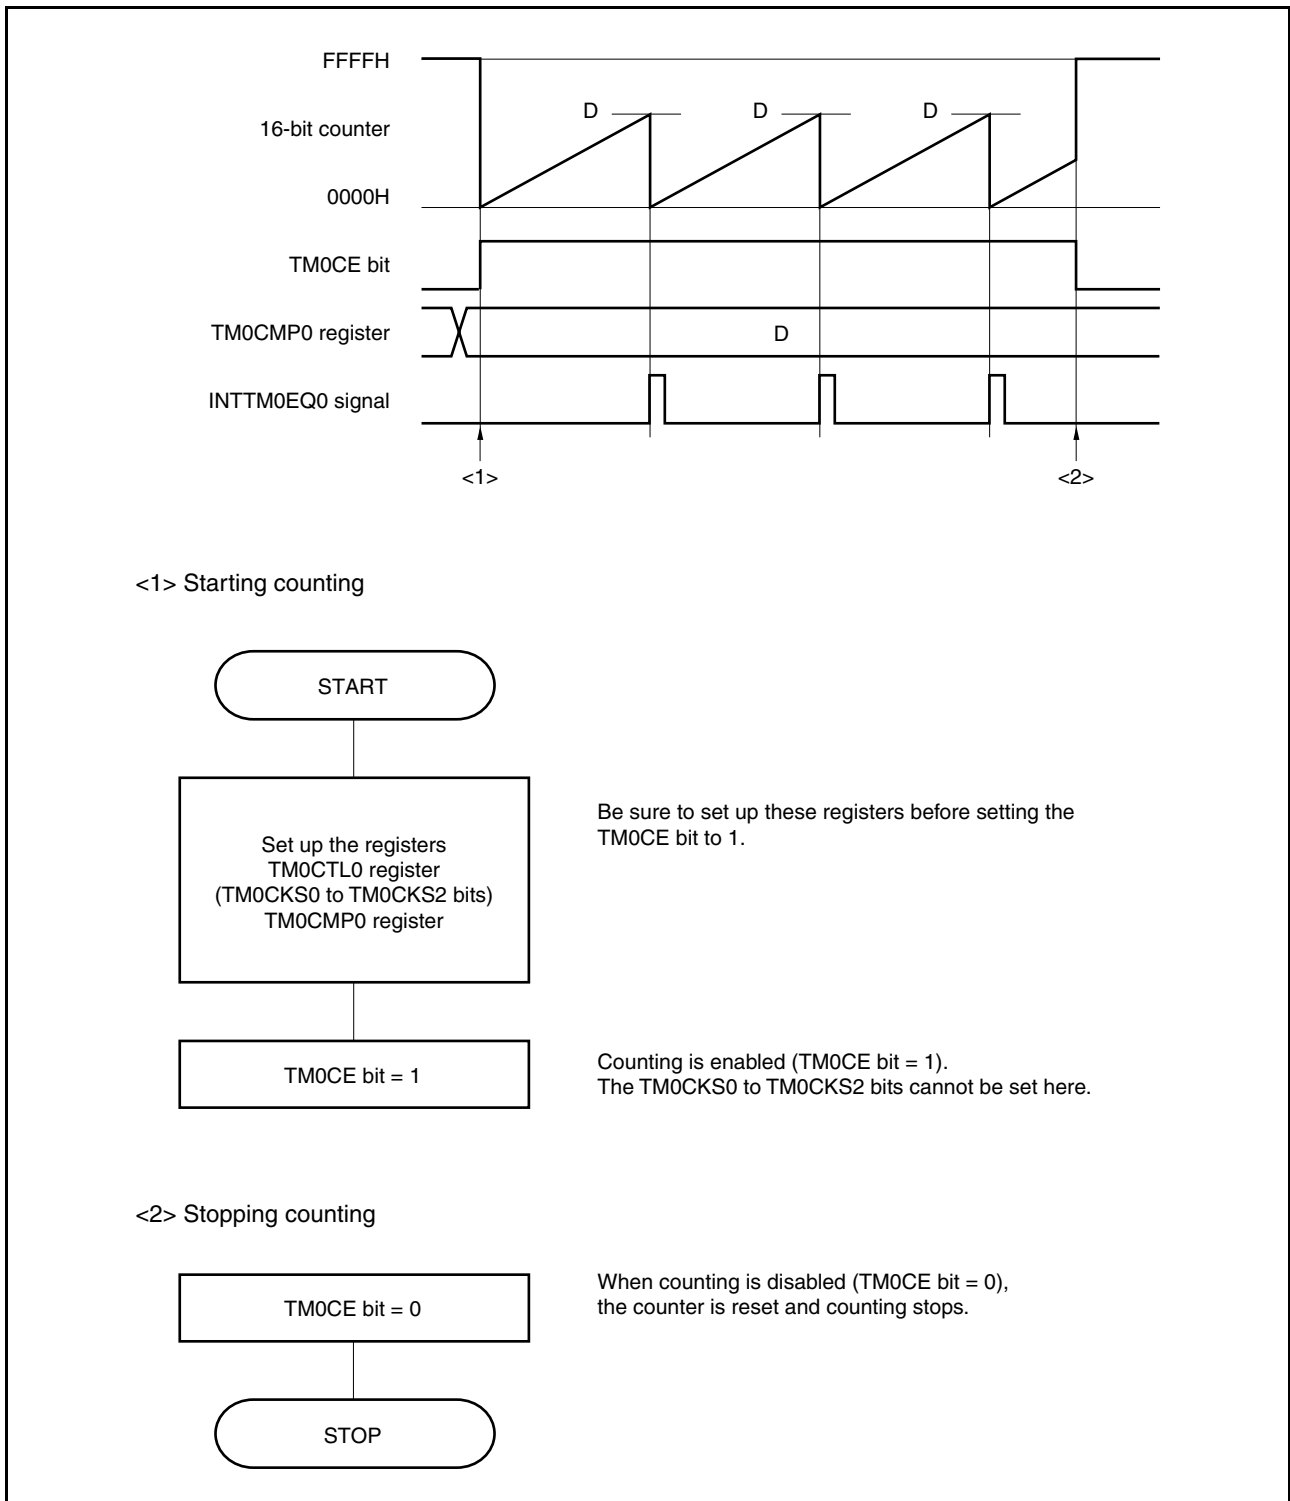 FFFFH
D
D
D
16-bit counter
0000H
TM0CE bit
TM0CMP0 register
D
INTTM0EQ0 signal
<1>
<2>
<1> Starting counting
START
Set up the registers
TM0CTL0 register
(TM0CKS0 to TM0CKS2 bits)
TM0CMP0 register
Be sure to set up these registers before setting the
TM0CE bit to 1.
TM0CE bit = 1
Counting is enabled (TM0CE bit = 1).
The TM0CKS0 to TM0CKS2 bits cannot be set here.
<2> Stopping counting
TM0CE bit = 0
When counting is disabled (TM0CE bit = 0),
the counter is reset and counting stops.
STOP